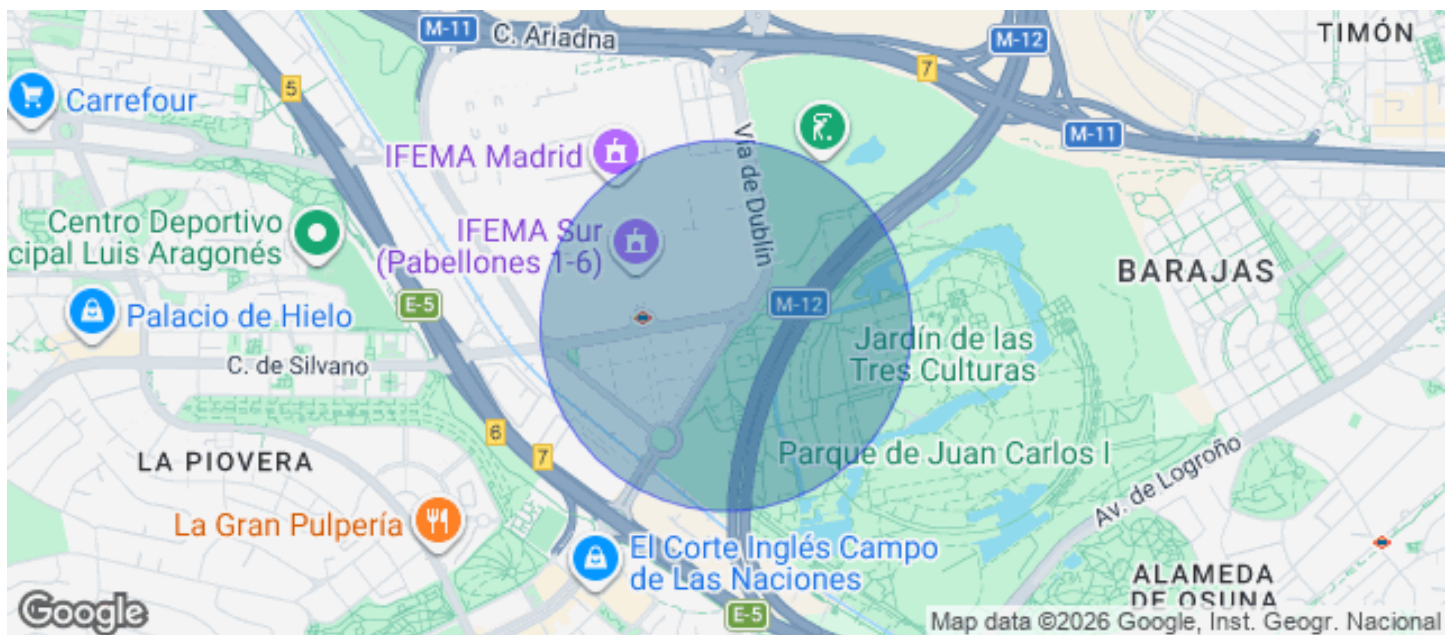 M-11
C. Ariadna
M-12
TIMÓN
5
7
Carrefour
IFEMA Madrid
M-11
Vía de Dublín
Centro Deportivo
cipal Luis Aragonés
IFEMA Sur
(Pabellones 1-6)
BARAJAS
E-5
M-12
Palacio de Hielo
Jardín de las
Tres Culturas
C. de Silvano
6
7
LA PIOVERA
Parque de Juan Carlos I
Av. de Logroño
La Gran Pulpería
El Corte Inglés Campo
de Las Naciones
ALAMEDA
DE OSUNA
Google
E-5
Map data ©2026 Google, Inst. Geogr. Nacional